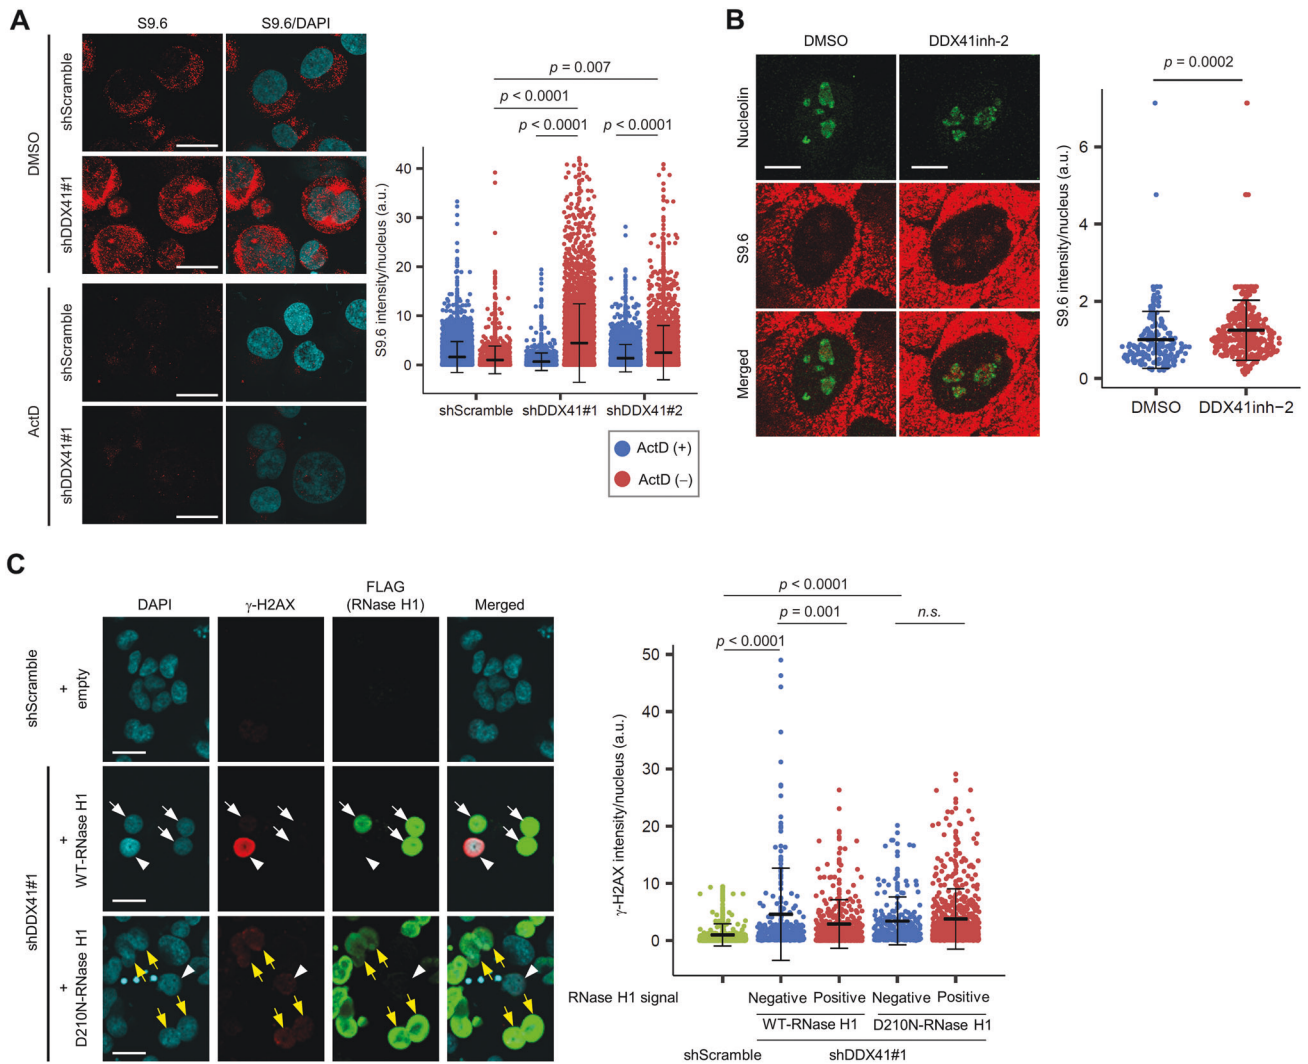 A
S9.6
S9.6/DAPI
DMSO
shScramble
shDDX41#1
ActD
shScramble
shDDX41#1
p = 0.007
p < 0.0001
p < 0.0001
p < 0.0001
S9.6 intensity/nucleus (a.u.)
40
30
20
10
0
shScramble
shDDX41#1
shDDX41#2
ActD (+)
ActD (−)
B
DMSO
DDX41inh-2
Nucleolin
S9.6
Merged
p = 0.0002
S9.6 intensity/nucleus (a.u.)
6
4
2
0
DMSO
DDX41inh−2
C
DAPI
γ-H2AX
FLAG
(RNase H1)
Merged
shScramble
+
empty
shDDX41#1
+
WT-RNase H1
+
D210N-RNase H1
p < 0.0001
p = 0.001
n.s.
p < 0.0001
γ-H2AX intensity/nucleus (a.u.)
50
40
30
20
10
0
RNase H1 signal
Negative
Positive
Negative
Positive
WT-RNase H1
D210N-RNase H1
shScramble
shDDX41#1